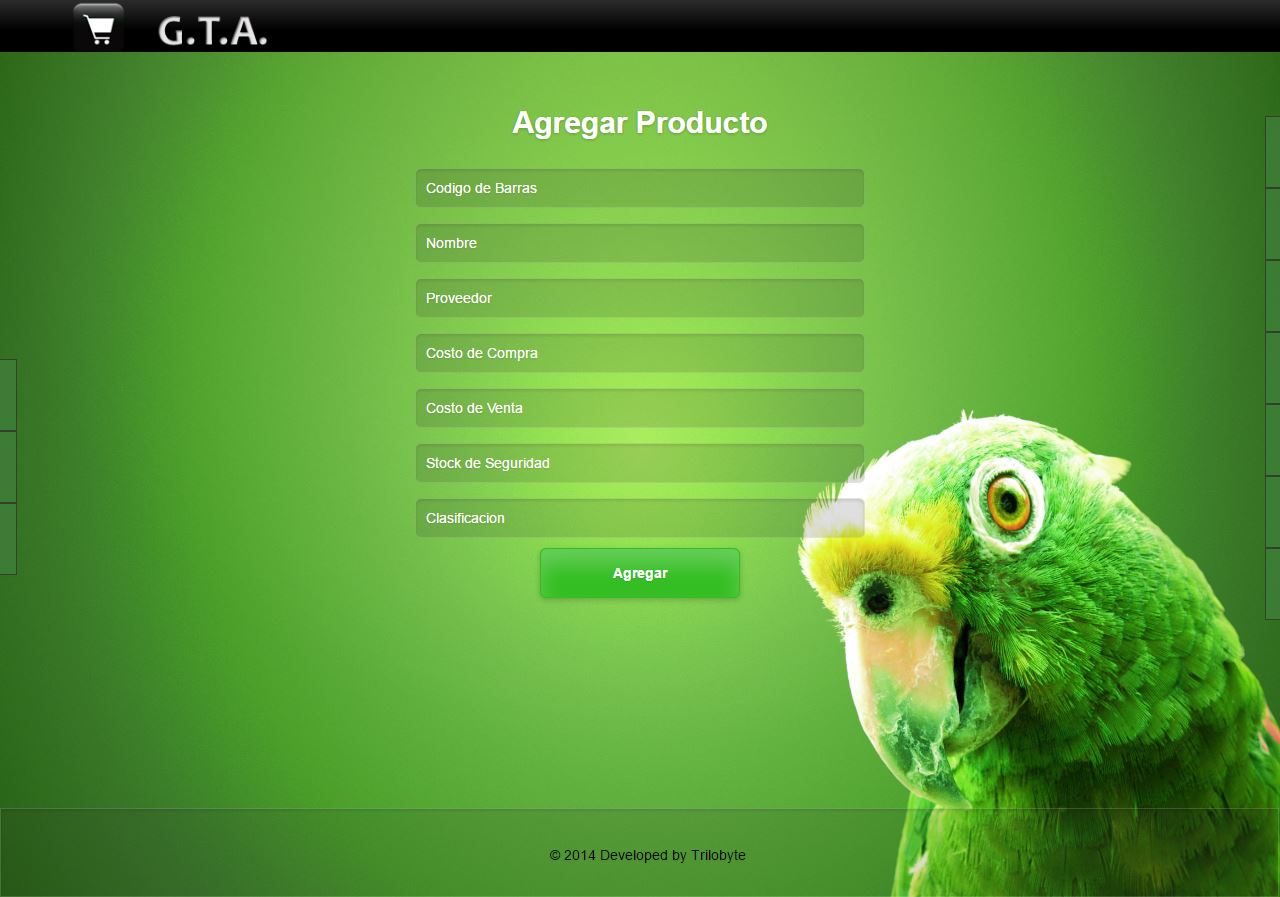 G.T.A.
Agregar Producto
Codigo de Barras
Nombre
Proveedor
Costo de Compra
Costo de Venta
Stock de Seguridad
Clasificacion
Agregar
© 2014 Developed by Trilobyte